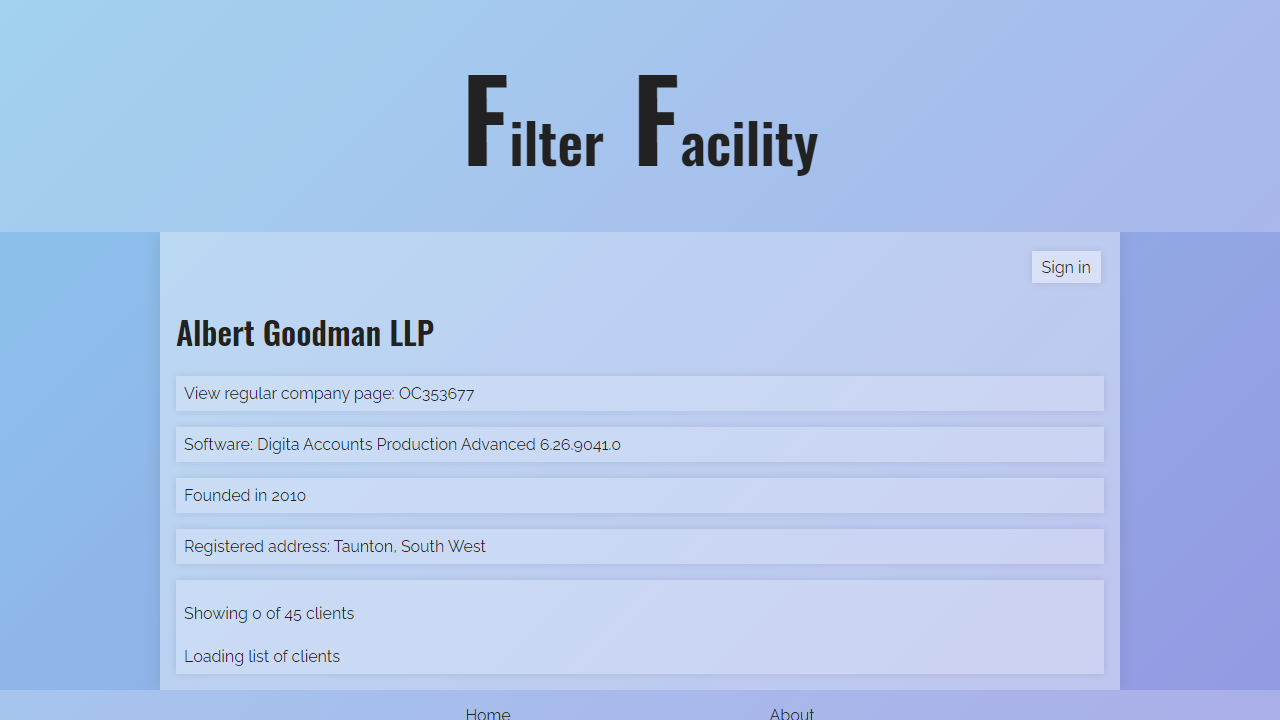 Filter Facility
Sign in
Albert Goodman LLP
View regular company page: OC353677
Software: Digita Accounts Production Advanced 6.26.9041.0
Founded in 2010
Registered address: Taunton, South West
Showing 0 of 45 clients
Loading list of clients
Home About